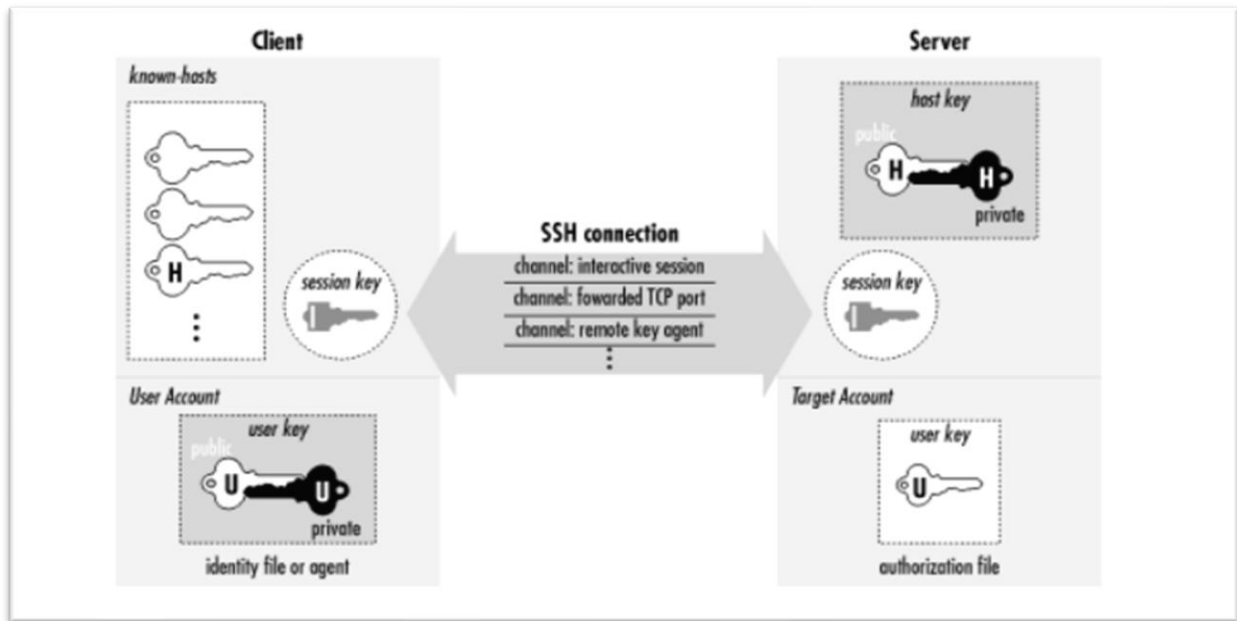 Client
known-hosts
H
session key
User Account
user key
public
U
U
private
identity file or agent
SSH connection
channel: interactive session
channel: fowarded TCP port
channel: remote key agent
Server
host key
public
H
H
private
session key
Target Account
user key
U
authorization file